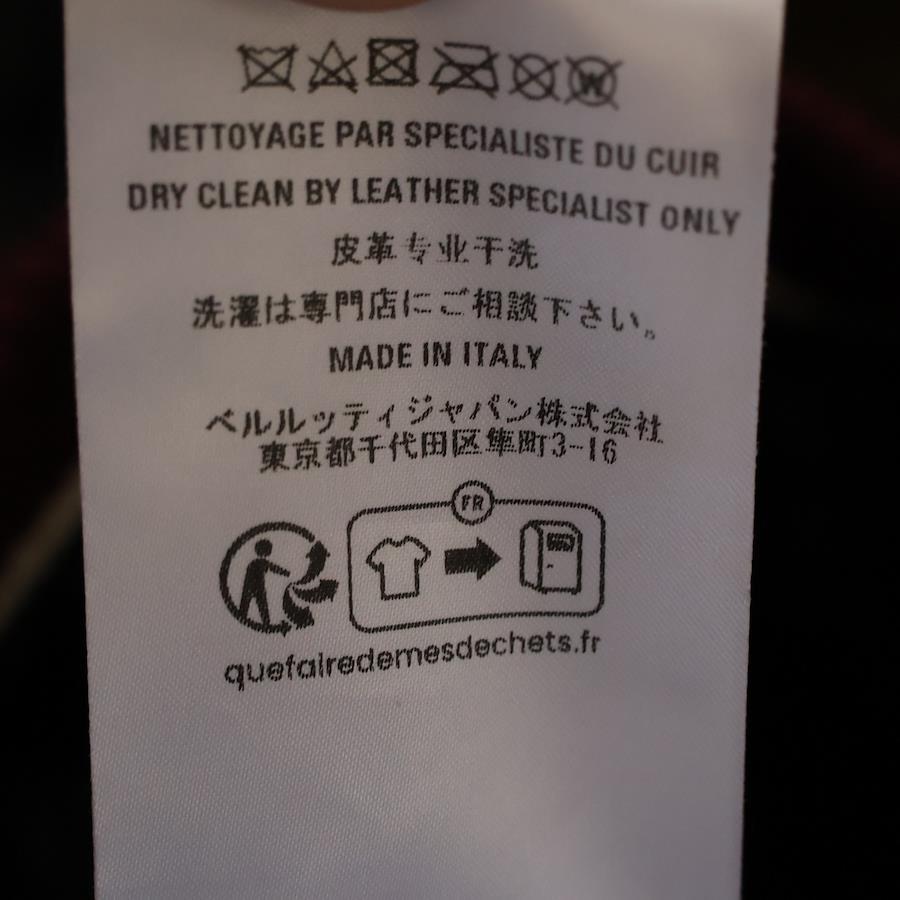 NETTOYAGE PAR SPECIALISTE DU CUIR
DRY CLEAN BY LEATHER SPECIALIST ONLY
皮革专业干洗
洗濯は専門店にご相談下さい。
MADE IN ITALY
ベルルッティジャパン株式会社
東京都千代田区隼町3-16
FR
quefairedemesdechets.fr